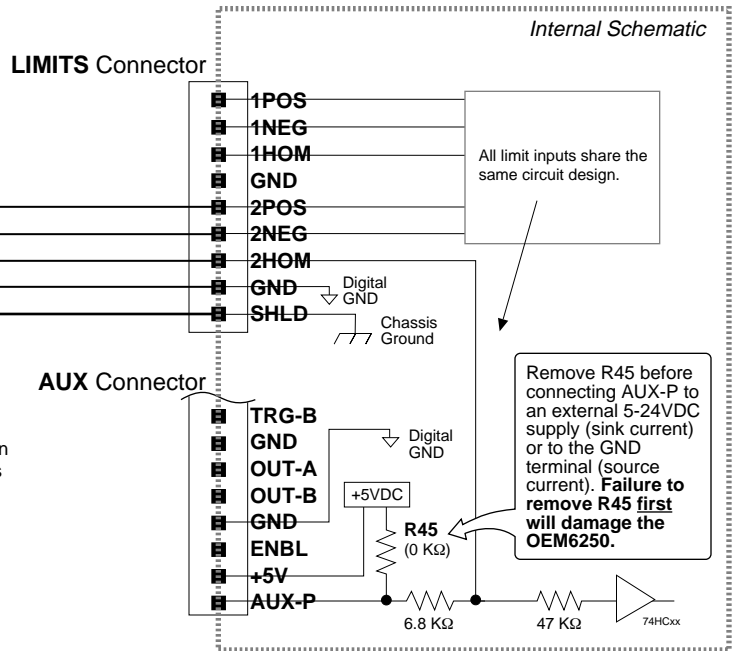 Internal Schematic
LIMITS Connector
1POS
1NEG
1HOM
GND
2POS
2NEG
2HOM
GND
SHLD
All limit inputs share the
same circuit design.
Digital
GND
Chassis
Ground
AUX Connector
TRG-B
GND
OUT-A
OUT-B
GND
ENBL
+5V
AUX-P
Digital
GND
+5VDC
R45
(0 KΩ)
6.8 KΩ
47 KΩ
74HCxx
Remove R45 before
connecting AUX-P to
an external 5-24VDC
supply (sink current)
or to the GND
terminal (source
current). Failure to
remove R45 first
will damage the
OEM6250.